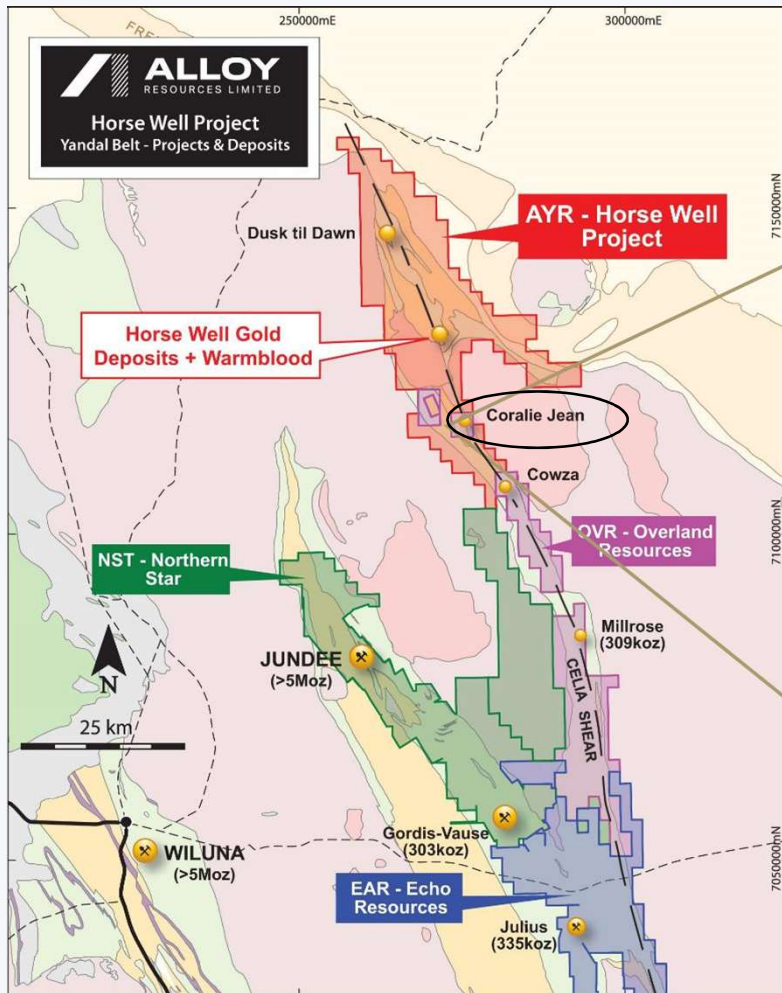 250000mE
300000mE
ALLOY
RESOURCES LIMITED
Horse Well Project
Yandal Belt - Projects & Deposits
7150000mN
AYR - Horse Well
Project
Dusk til Dawn
Horse Well Gold
Deposits + Warmblood
Coralie Jean
Cowza
7100000mN
OVR - Overland
Resources
NST - Northern
Star
Millrose
(309koz)
JUNDEE
(>5Moz)
N
CELIA SHEAR
25 km
Gordis-Vause
(303koz)
WILUNA
(>5Moz)
7050000mN
EAR - Echo
Resources
Julius
(335koz)